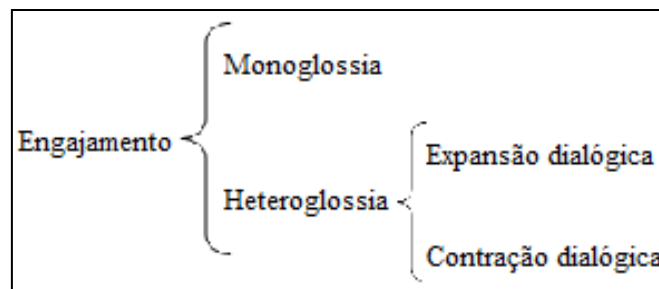 Engajamento
Monoglossia
Heteroglossia
Expansão dialógica
Contração dialógica